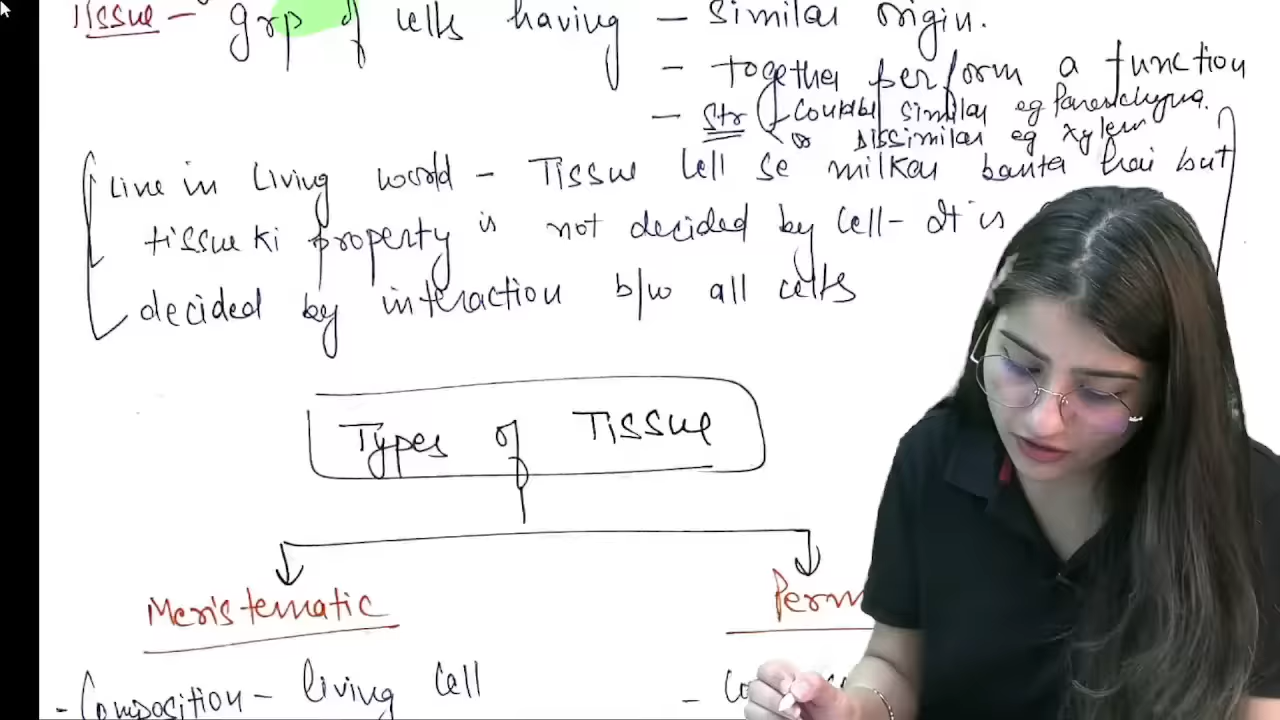 Tissue - grp of cells having - similar origin.
- together perform a function
- Str - could be similar eg Parenchyma.
or Dissimilar eg xylem
Line in living world - Tissue cell se milkar banta hai but
tissue ki property is not decided by cell - It is
decided by interaction b/w all cells
Types of Tissue
Meristematic
Perm
- Composition - living cell
- Co